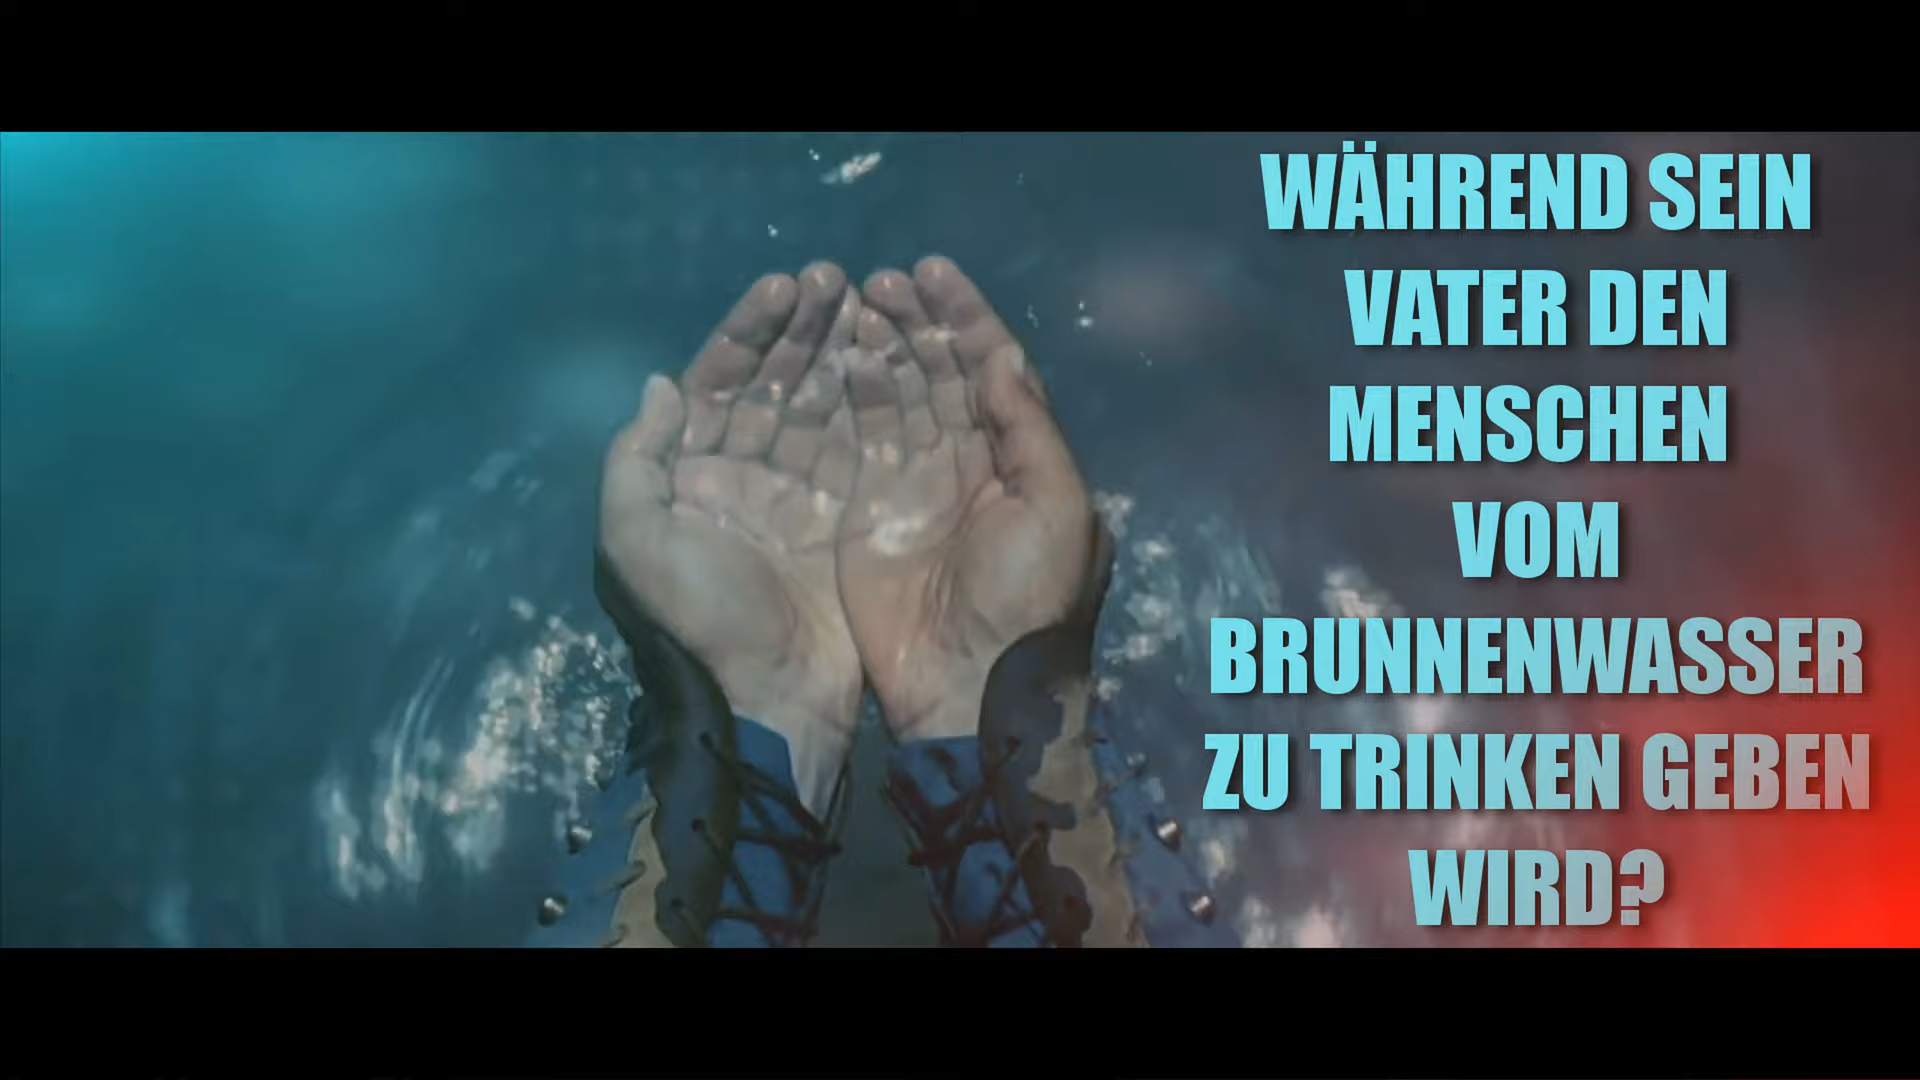 WÄHREND SEIN
VATER DEN
MENSCHEN
VOM
BRUNNENWASSER
ZU TRINKEN GEBEN
WIRD?